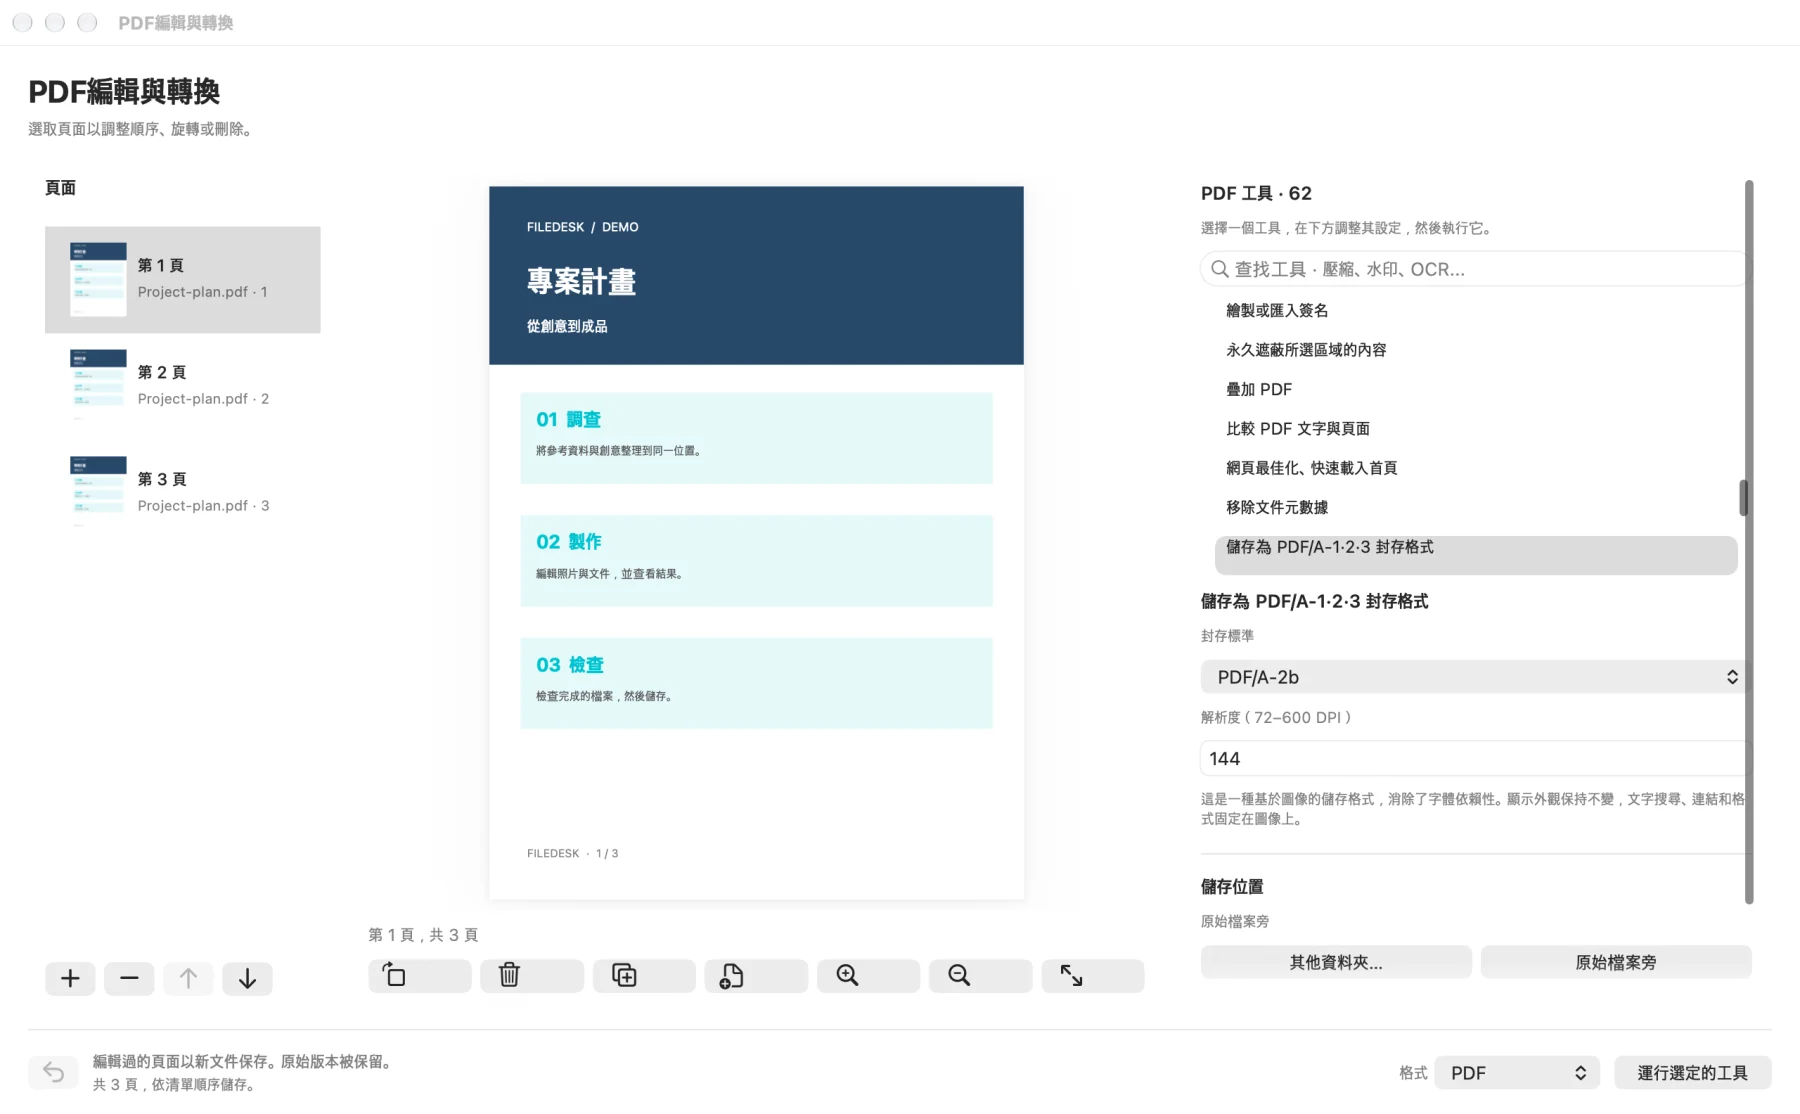 PDF編輯與轉換
PDF編輯與轉換
選取頁面以調整順序、旋轉或刪除。
頁面
第 1 頁
Project-plan.pdf · 1
第 2 頁
Project-plan.pdf · 2
第 3 頁
Project-plan.pdf · 3
FILEDESK / DEMO
專案計畫
從創意到成品
01 調查
將參考資料與創意整理到同一位置。
02 製作
編輯照片與文件，並查看結果。
03 檢查
檢查完成的檔案，然後儲存。
FILEDESK · 1 / 3
第 1 頁，共 3 頁
PDF 工具 · 62
選擇一個工具，在下方調整其設定，然後執行它。
查找工具 · 壓縮、水印、OCR...
繪製或匯入簽名
永久遮蔽所選區域的內容
疊加 PDF
比較 PDF 文字與頁面
網頁最佳化、快速載入首頁
移除文件元數據
儲存為 PDF/A-1·2·3 封存格式
儲存為 PDF/A-1·2·3 封存格式
封存標準
PDF/A-2b
解析度（72–600 DPI）
144
這是一種基於圖像的儲存格式，消除了字體依賴性。顯示外觀保持不變，文字搜尋、連結和格
式固定在圖像上。
儲存位置
原始檔案旁
其他資料夾...
原始檔案旁
編輯過的頁面以新文件保存。原始版本被保留。
共 3 頁，依清單順序儲存。
格式
PDF
運行選定的工具